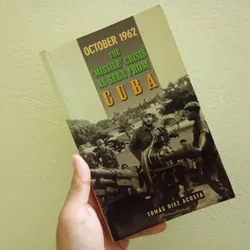 OCTOBER 1962
THE
'MISSILE' CRISIS
AS SEEN FROM
CUBA
TOMÁS DIEZ ACOSTA